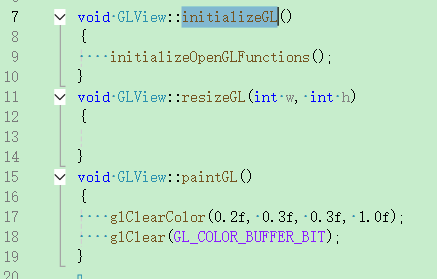 7 void GLView::initializeGL()
8 {
9 initializeOpenGLFunctions();
10 }
11 void GLView::resizeGL(int w, int h)
12 {
13
14 }
15 void GLView::paintGL()
16 {
17 glClearColor(0.2f, 0.3f, 0.3f, 1.0f);
18 glClear(GL_COLOR_BUFFER_BIT);
19 }
20